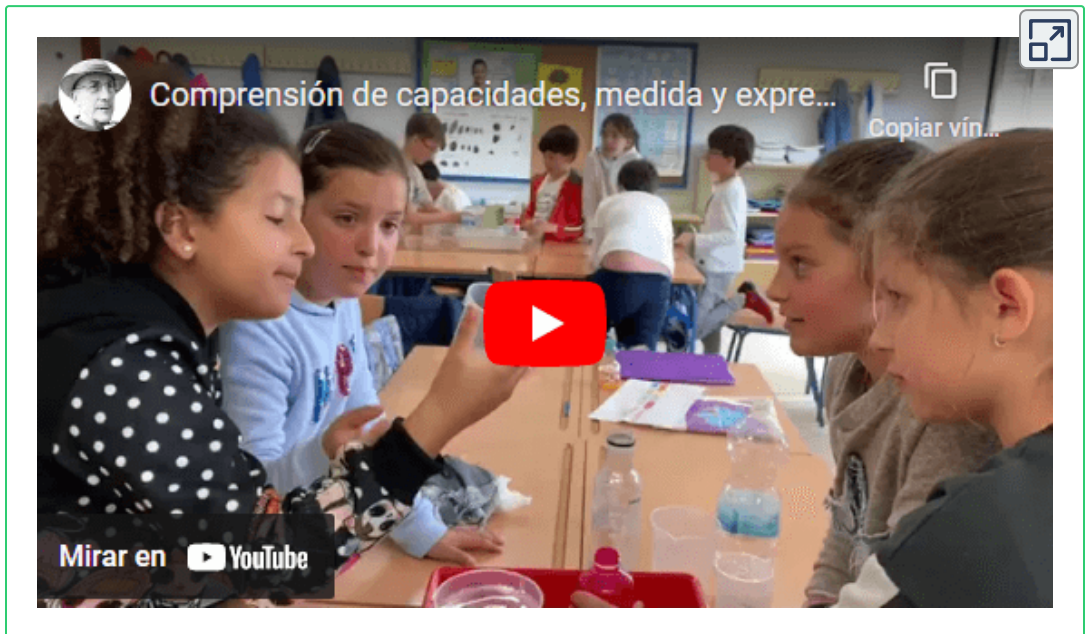 Comprensión de capacidades, medida y expre...
Copiar vín...
Mirar en YouTube